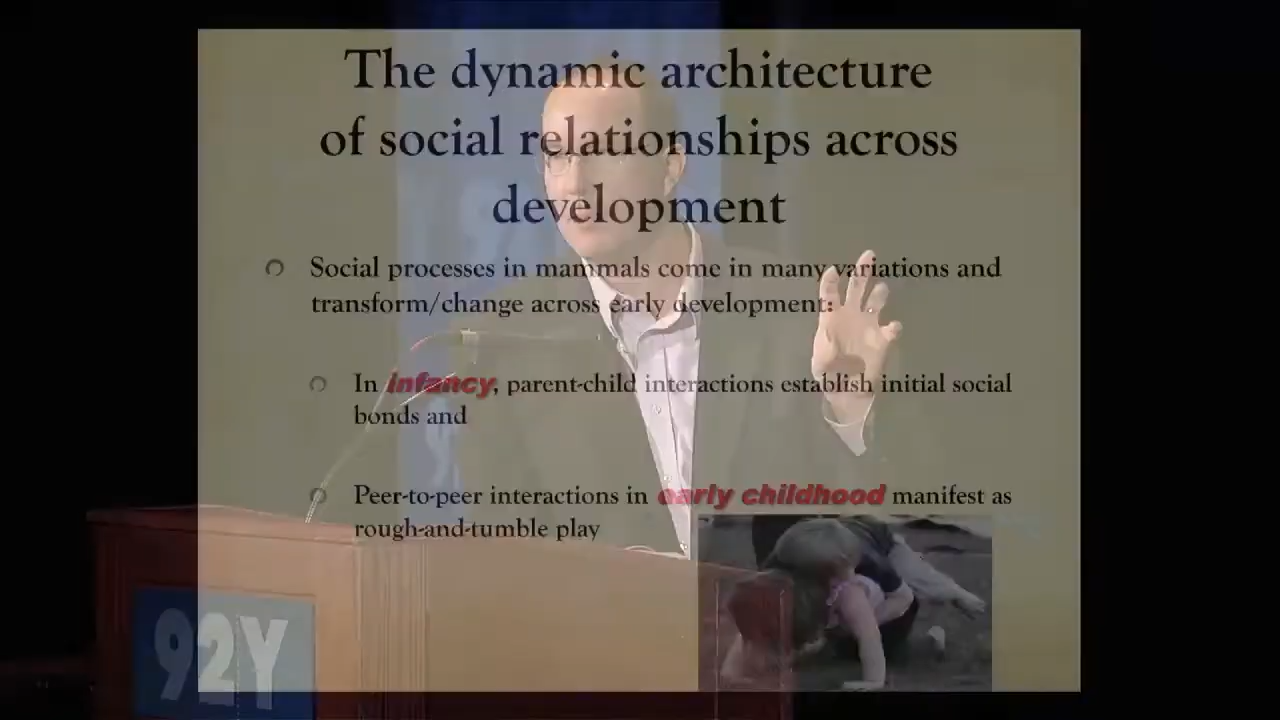 The dynamic architecture
of social relationships across
development
Social processes in mammals come in many variations and
transform/change across early development:
In infancy, parent-child interactions establish initial social
bonds and
Peer-to-peer interactions in early childhood manifest as
rough-and-tumble play
92Y